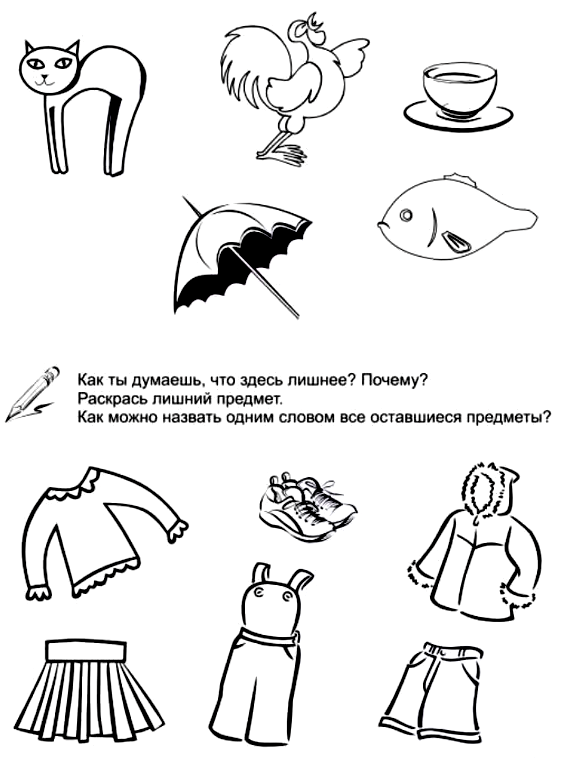 Как ты думаешь, что здесь лишнее? Почему?
Раскрась лишний предмет.
Как можно назвать одним словом все оставшиеся предметы?